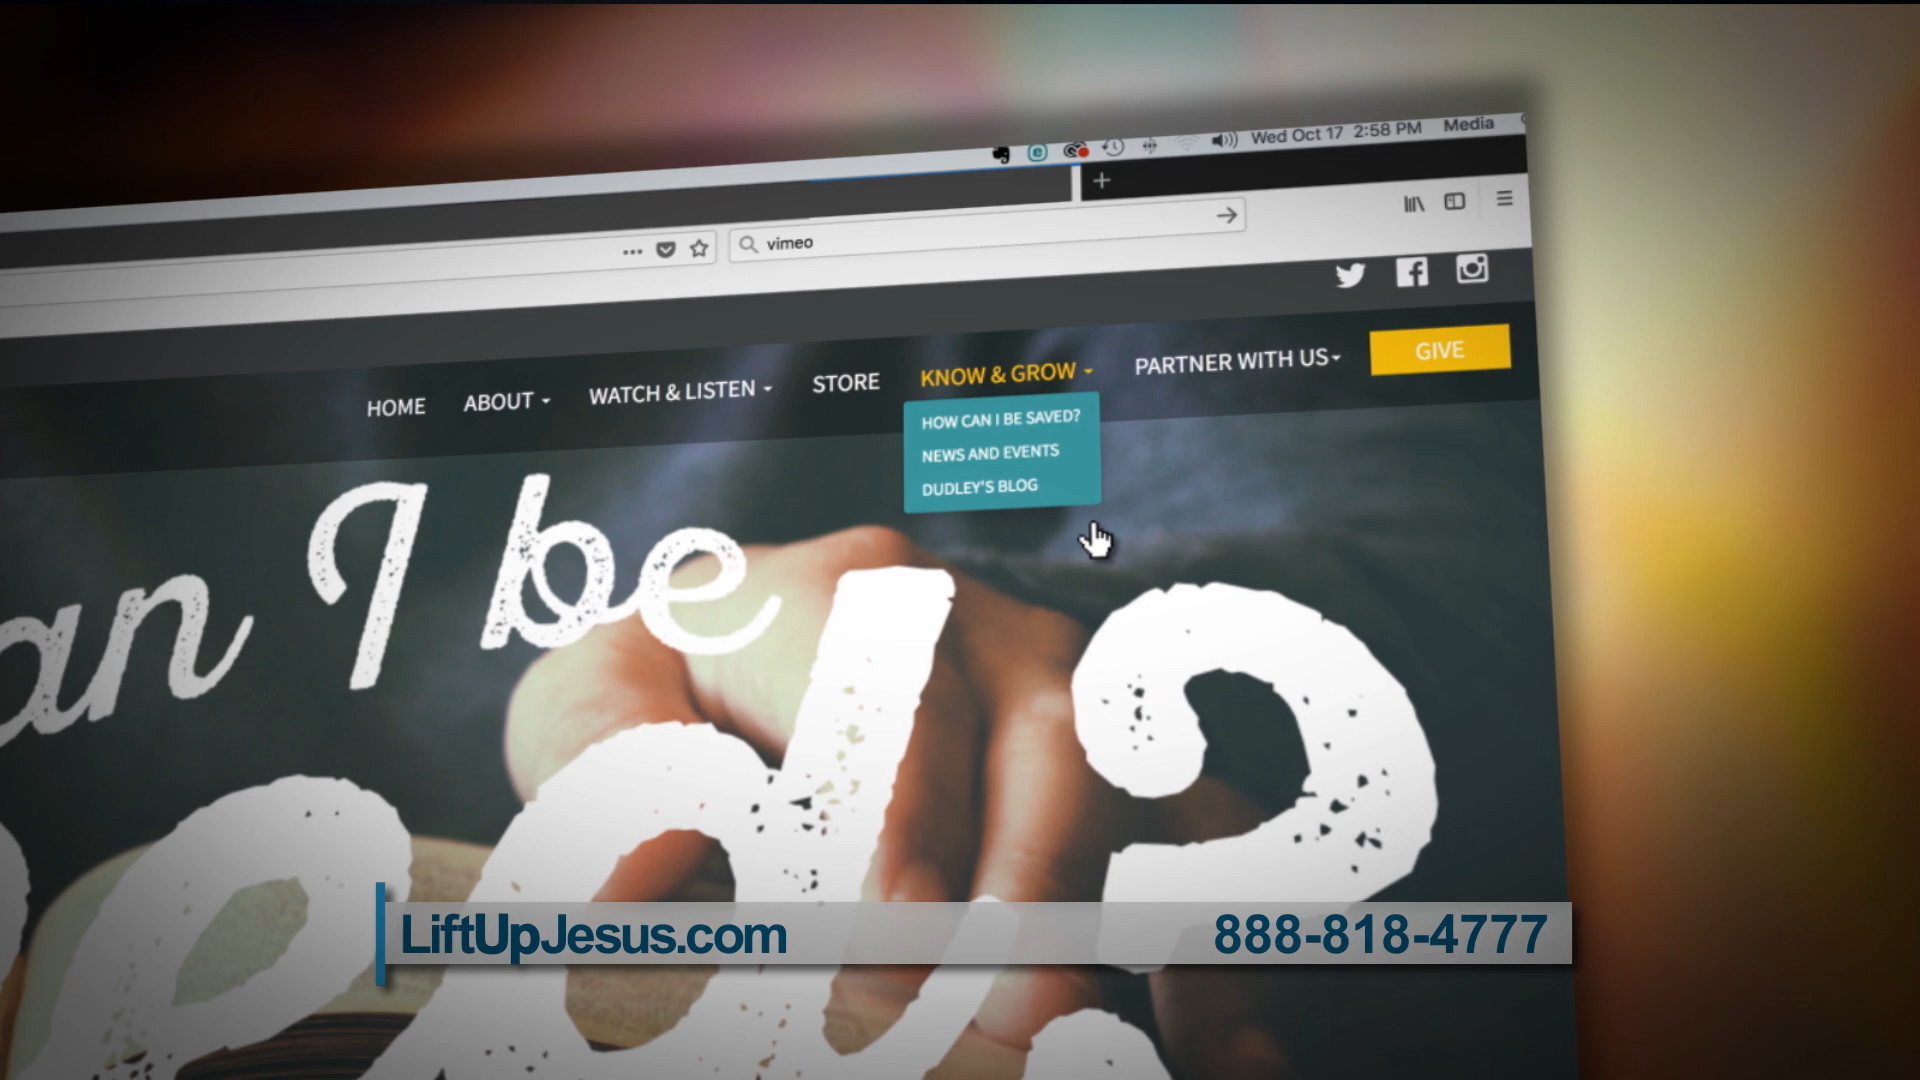 Wed Oct 17 2:58 PM Media
vimeo
HOME ABOUT WATCH & LISTEN STORE KNOW & GROW PARTNER WITH US GIVE
HOW CAN I BE SAVED?
NEWS AND EVENTS
DUDLEY'S BLOG
an I be
ed?
LiftUpJesus.com 888-818-4777